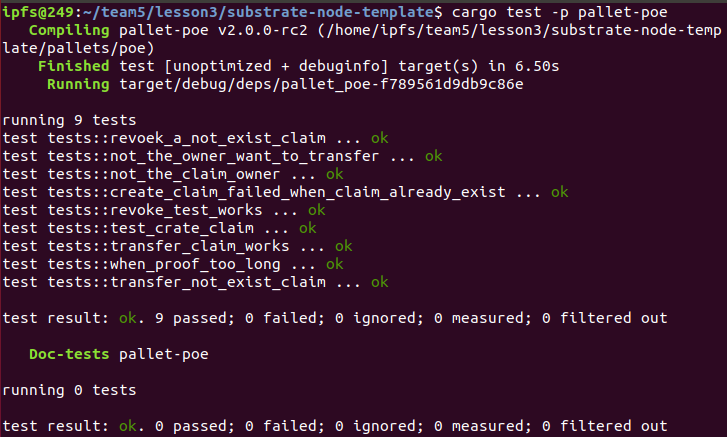 ipfs@249:~/team5/lesson3/substrate-node-template$ cargo test -p pallet-poe
   Compiling pallet-poe v2.0.0-rc2 (/home/ipfs/team5/lesson3/substrate-node-temp
late/pallets/poe)
    Finished test [unoptimized + debuginfo] target(s) in 6.50s
     Running target/debug/deps/pallet_poe-f789561d9db9c86e

running 9 tests
test tests::revoek_a_not_exist_claim ... ok
test tests::not_the_owner_want_to_transfer ... ok
test tests::not_the_claim_owner ... ok
test tests::create_claim_failed_when_claim_already_exist ... ok
test tests::revoke_test_works ... ok
test tests::test_crate_claim ... ok
test tests::transfer_claim_works ... ok
test tests::when_proof_too_long ... ok
test tests::transfer_not_exist_claim ... ok

test result: ok. 9 passed; 0 failed; 0 ignored; 0 measured; 0 filtered out

   Doc-tests pallet-poe

running 0 tests

test result: ok. 0 passed; 0 failed; 0 ignored; 0 measured; 0 filtered out